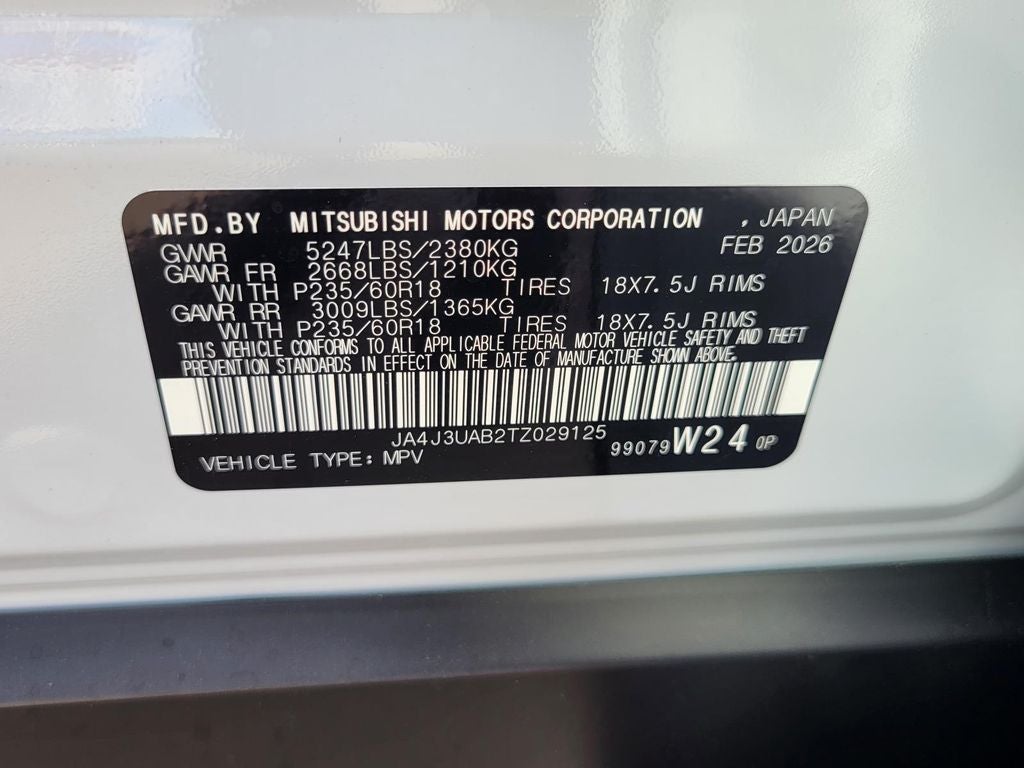 MFD.BY MITSUBISHI MOTORS CORPORATION , JAPAN
GVWR 5247LBS/2380KG FEB 2026
GAWR FR 2668LBS/1210KG
WITH P235/60R18 TIRES 18X7.5J RIMS
GAWR RR 3009LBS/1365KG
WITH P235/60R18 TIRES 18X7.5J RIMS
THIS VEHICLE CONFORMS TO ALL APPLICABLE FEDERAL MOTOR VEHICLE SAFETY AND THEFT
PREVENTION STANDARDS IN EFFECT ON THE DATE OF MANUFACTURE SHOWN ABOVE.
JA4J3UAB2TZ029125
VEHICLE TYPE: MPV 99079 W24 0P